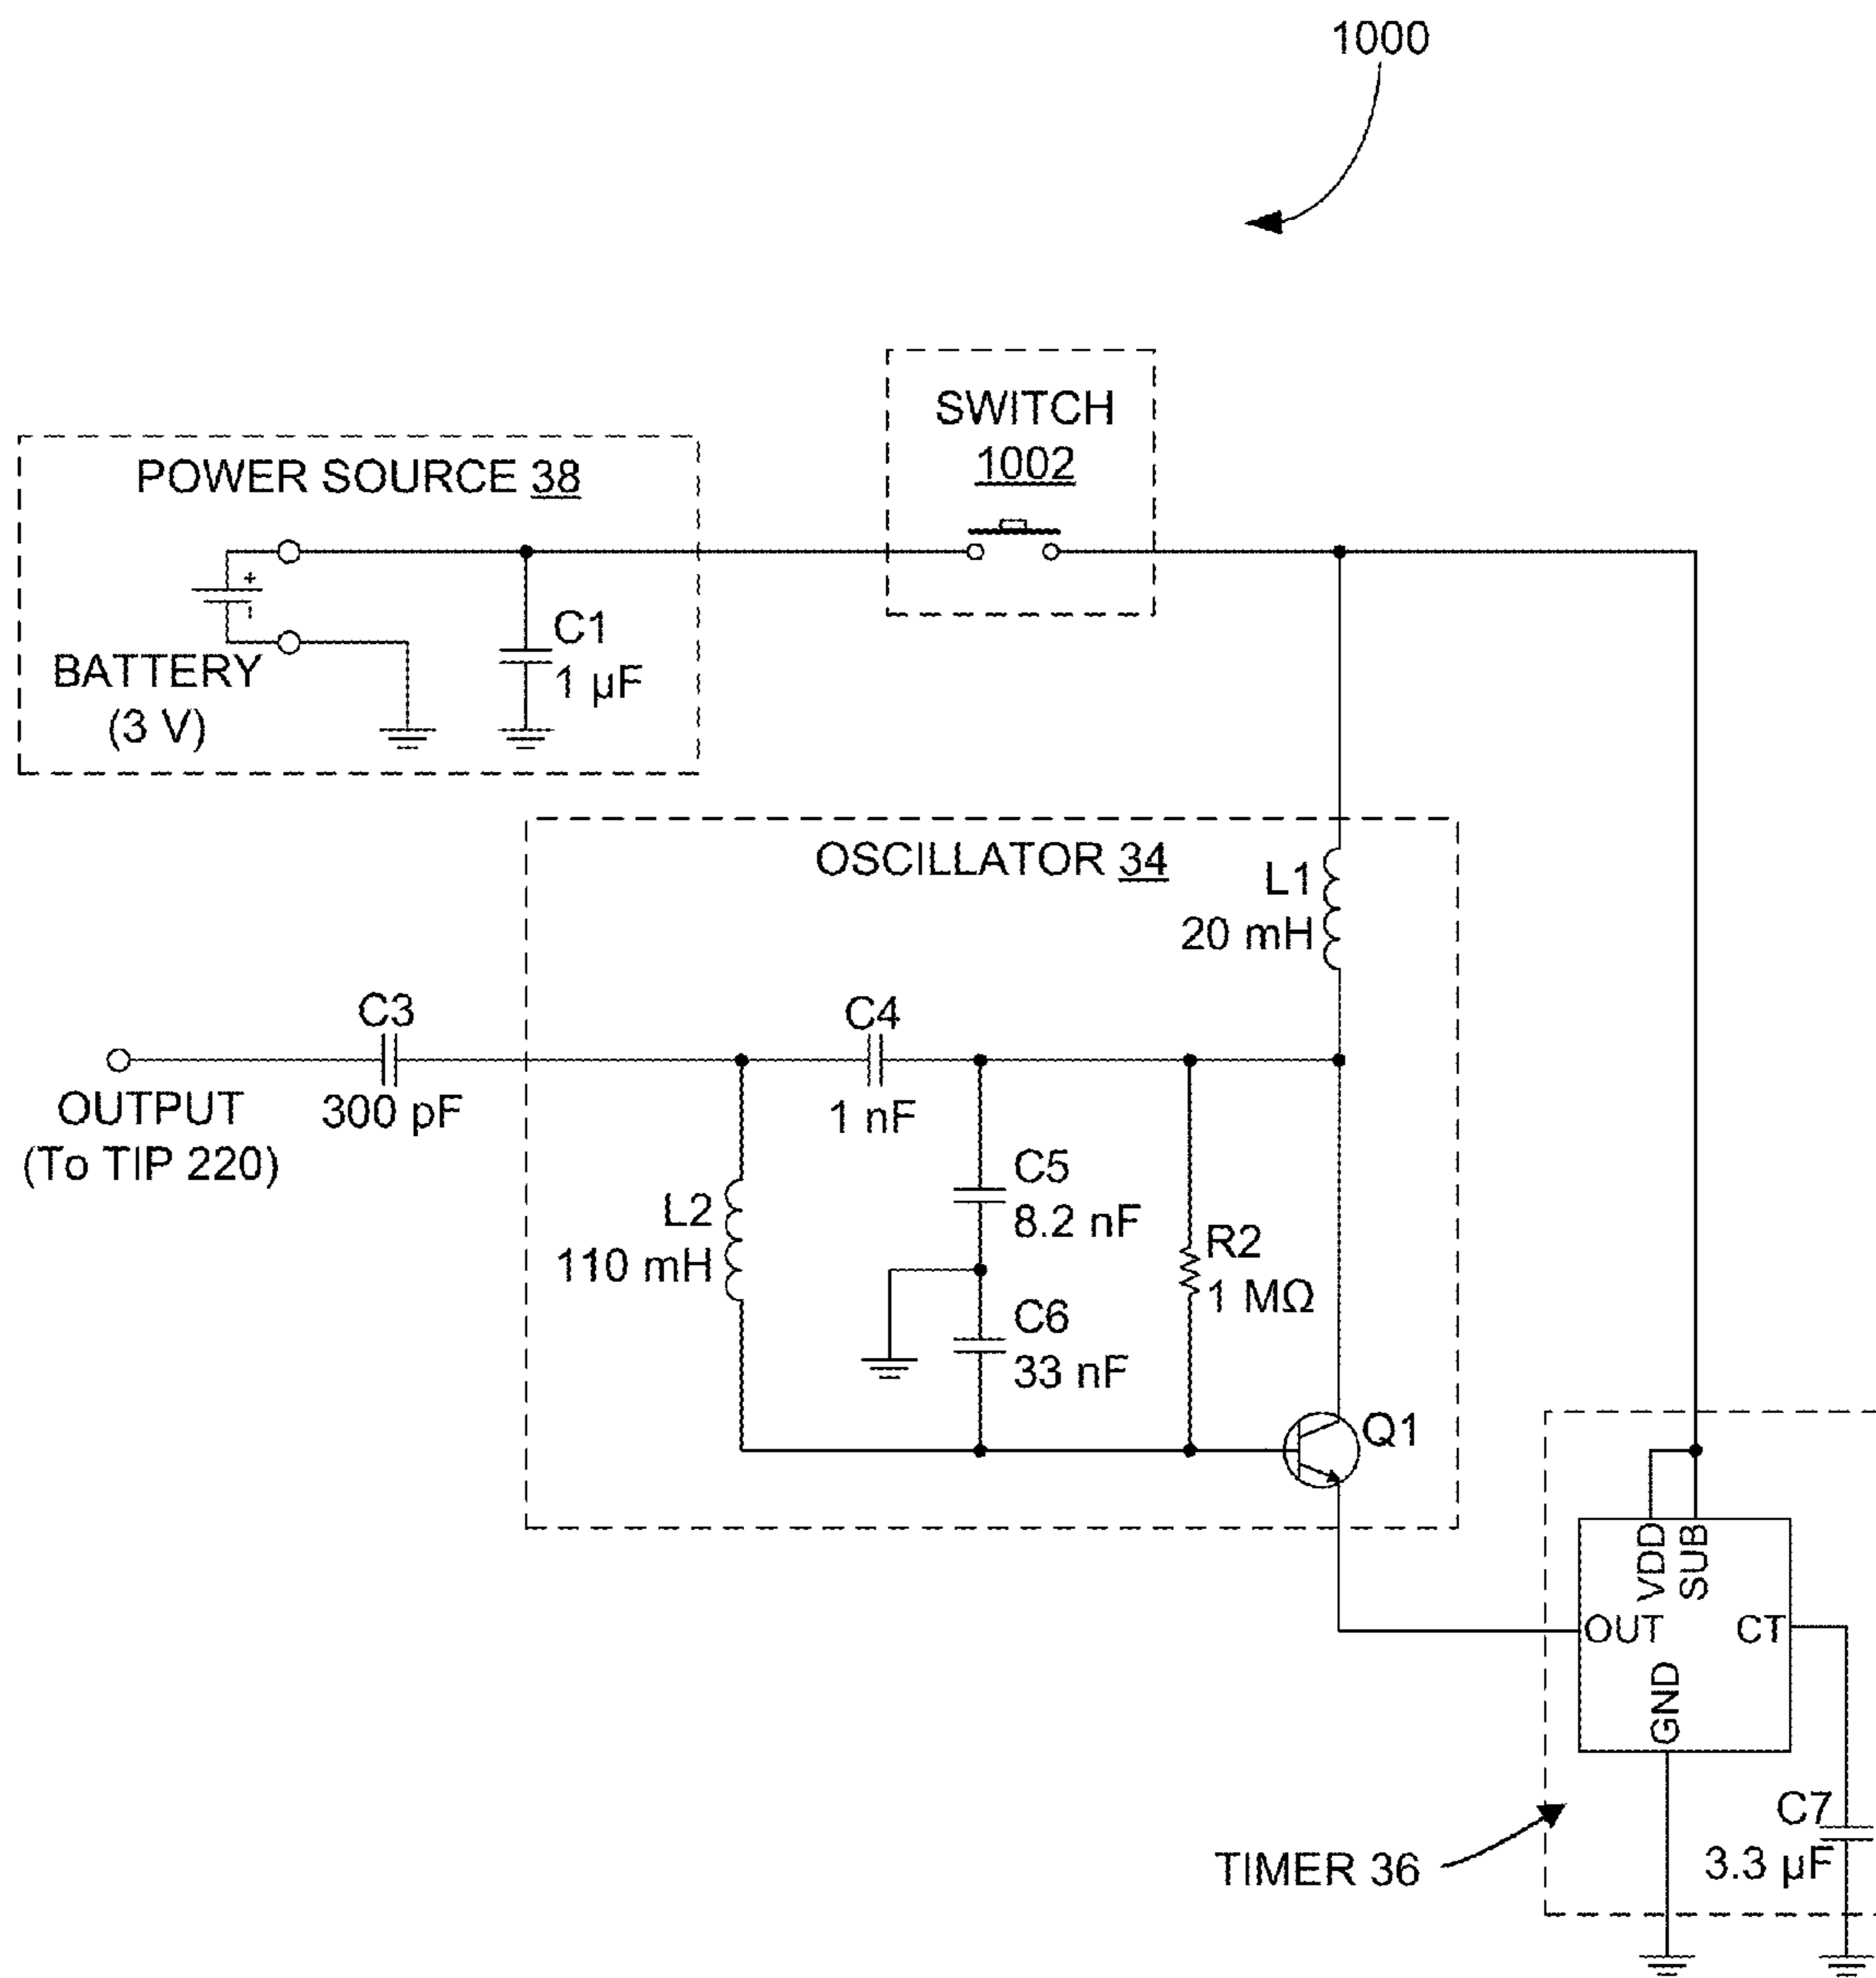 1000
SWITCH
1002
POWER SOURCE 38
+
-
BATTERY
(3 V)
C1
1 µF
OSCILLATOR 34
L1
20 mH
C3
300 pF
OUTPUT
(To TIP 220)
C4
1 nF
L2
110 mH
C5
8.2 nF
C6
33 nF
R2
1 MΩ
Q1
VDD
SUB
OUT
CT
GND
C7
3.3 µF
TIMER 36